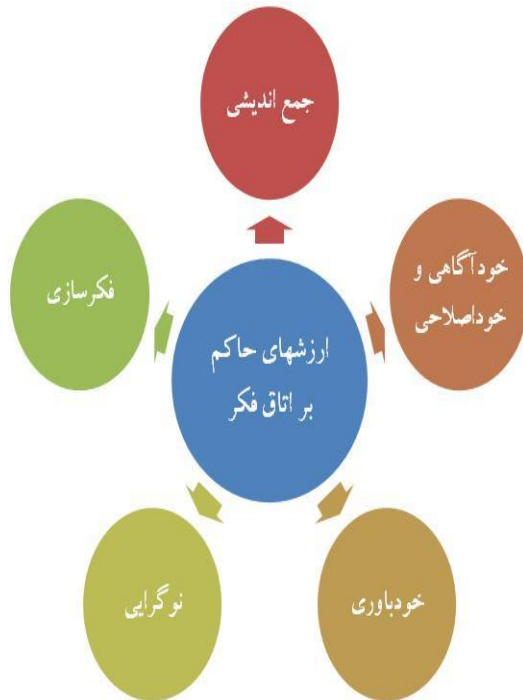 جمع اندیشی
خودآگاهی و
خوداصلاحی
فکرسازی
ارزشهای حاکم
بر اتاق فکر
خودباوری
نوگرایی